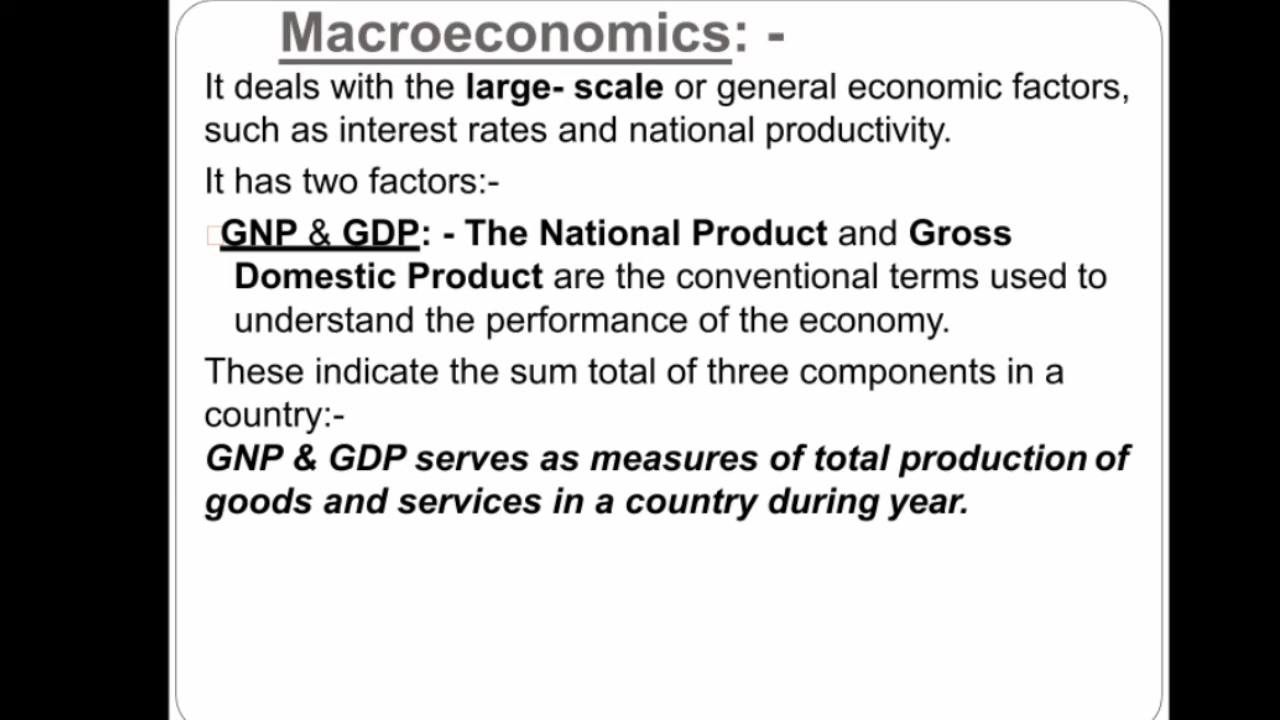 Macroeconomics: -
It deals with the large- scale or general economic factors,
such as interest rates and national productivity.
It has two factors:-
GNP & GDP: - The National Product and Gross
Domestic Product are the conventional terms used to
understand the performance of the economy.
These indicate the sum total of three components in a
country:-
GNP & GDP serves as measures of total production of
goods and services in a country during year.